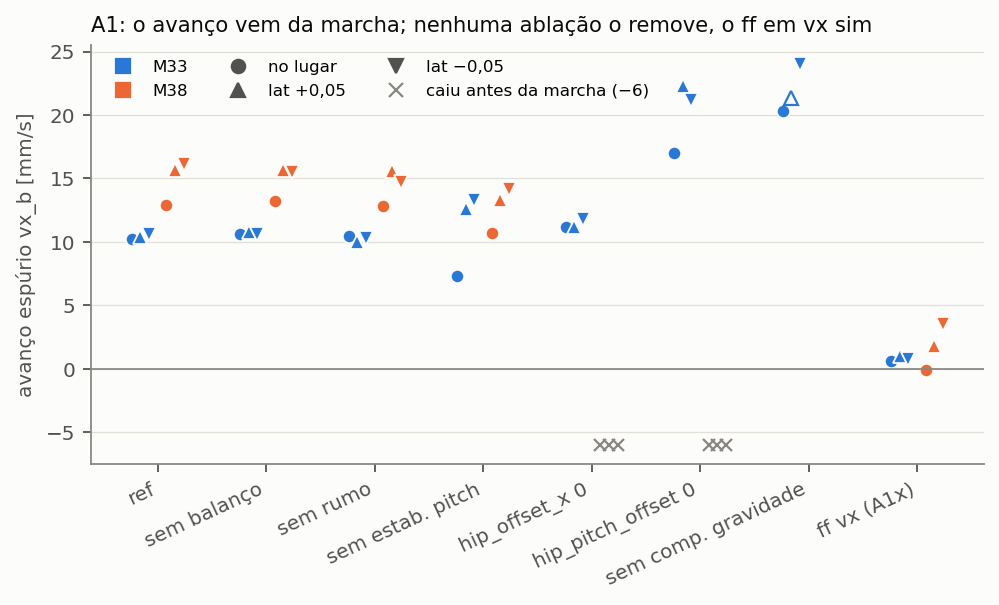 A1: o avanço vem da marcha; nenhuma ablação o remove, o ff em vx sim
M33
M38
no lugar
lat +0,05
lat −0,05
caiu antes da marcha (−6)
avanço espúrio vx_b [mm/s]
25
20
15
10
5
0
−5
ref
sem balanço
sem rumo
sem estab. pitch
hip_offset_x 0
hip_pitch_offset 0
sem comp. gravidade
ff vx (A1x)